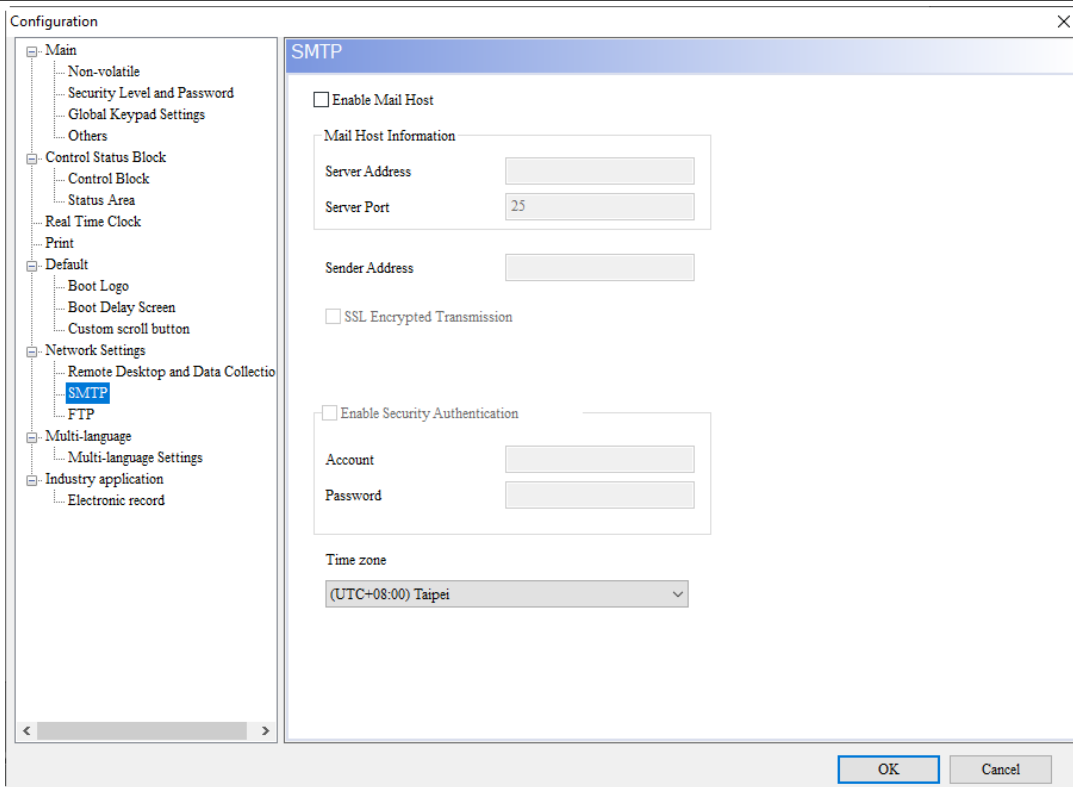 Configuration
Main
Non-volatile
Security Level and Password
Global Keypad Settings
Others
Control Status Block
Control Block
Status Area
Real Time Clock
Print
Default
Boot Logo
Boot Delay Screen
Custom scroll button
Network Settings
Remote Desktop and Data Collectio
SMTP
FTP
Multi-language
Multi-language Settings
Industry application
Electronic record
SMTP
Enable Mail Host
Mail Host Information
Server Address
Server Port 25
Sender Address
SSL Encrypted Transmission
Enable Security Authentication
Account
Password
Time zone
(UTC+08:00) Taipei
OK Cancel